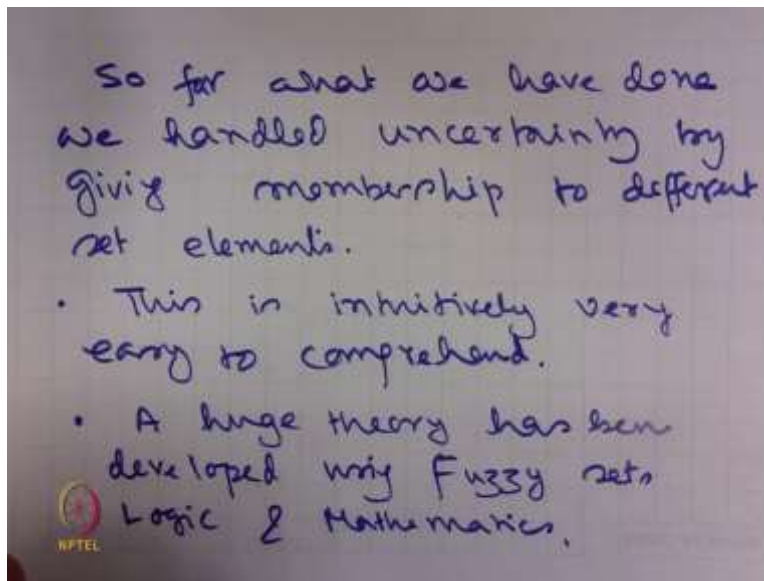 So far what we have done
we handled uncertainty by
giving membership to different
set elements.
• This is intuitively very
easy to comprehend.
• A huge theory has been
developed using Fuzzy sets
Logic & Mathematics.
NPTEL